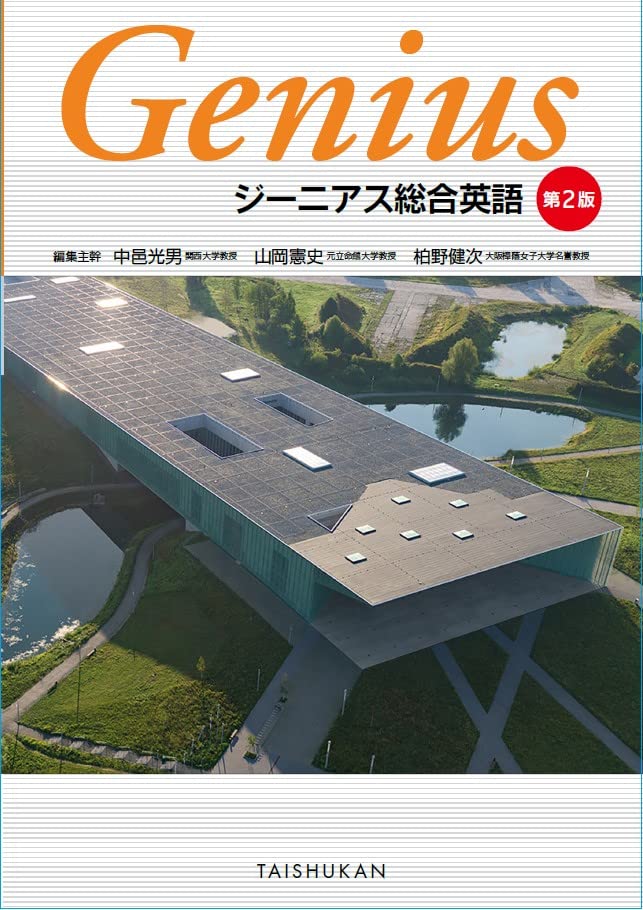 Genius
ジーニアス総合英語 第2版
編集主幹 中邑光男 関西大学教授 山岡憲史 元立命館大学教授 柏野健次 大阪樟蔭女子大学名誉教授
TAISHUKAN